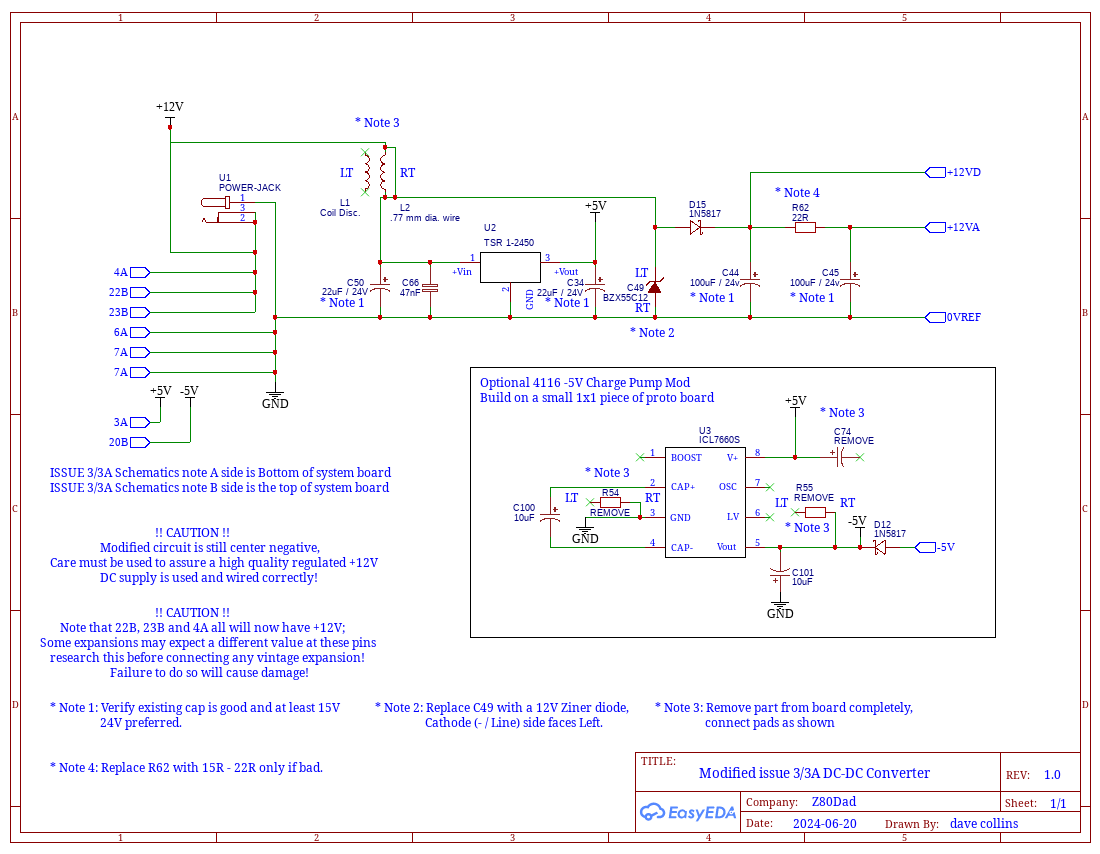 1 2 3 4 5
A A
B B
C C
D D
1 2 3 4 5
+12V
* Note 3
LT
RT
L1
Coil Disc.
L2
.77 mm dia. wire
U1
POWER-JACK
1
3
2
4A
22B
23B
6A
7A
7A
+5V -5V
3A
20B
GND
U2
TSR 1-2450
1
+Vin
3
+Vout
2
GND
+5V
C50
22uF / 24V
* Note 1
C66
47nF
C34
22uF / 24V
* Note 1
LT
C49
BZX55C12
RT
* Note 2
D15
1N5817
* Note 4
R62
22R
C44
100uF / 24v
* Note 1
C45
100uF / 24v
* Note 1
+12VD
+12VA
0VREF
Optional 4116 -5V Charge Pump Mod
Build on a small 1x1 piece of proto board
+5V
* Note 3
C74
REMOVE
U3
ICL7660S
1 BOOST V+ 8
2 CAP+ OSC 7
3 GND LV 6
4 CAP- Vout 5
* Note 3
LT
R54
REMOVE
RT
C100
10uF
GND
R55
REMOVE
LT
RT
* Note 3
-5V
D12
1N5817
-5V
C101
10uF
GND
ISSUE 3/3A Schematics note A side is Bottom of system board
ISSUE 3/3A Schematics note B side is the top of system board
!! CAUTION !!
Modified circuit is still center negative,
Care must be used to assure a high quality regulated +12V
DC supply is used and wired correctly!
!! CAUTION !!
Note that 22B, 23B and 4A all will now have +12V;
Some expansions may expect a different value at these pins
research this before connecting any vintage expansion!
Failure to do so will cause damage!
* Note 1: Verify existing cap is good and at least 15V
24V preferred.
* Note 2: Replace C49 with a 12V Ziner diode,
Cathode (- / Line) side faces Left.
* Note 3: Remove part from board completely,
connect pads as shown
* Note 4: Replace R62 with 15R - 22R only if bad.
TITLE:
Modified issue 3/3A DC-DC Converter
REV: 1.0
EasyEDA
Company: Z80Dad
Sheet: 1/1
Date: 2024-06-20 Drawn By: dave collins